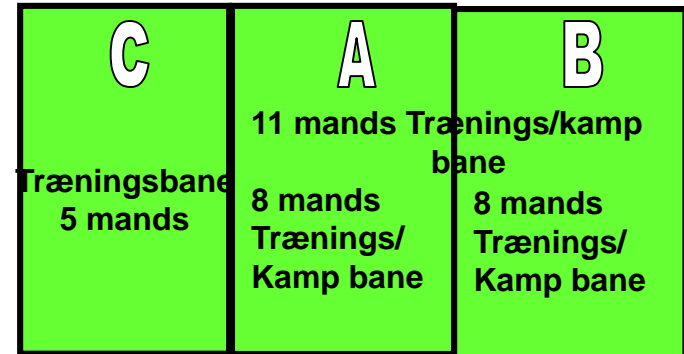 C
A
B
11 mands Trænings/kamp
bane
Træningsbane
5 mands
8 mands
Trænings/
Kamp bane
8 mands
Trænings/
Kamp bane